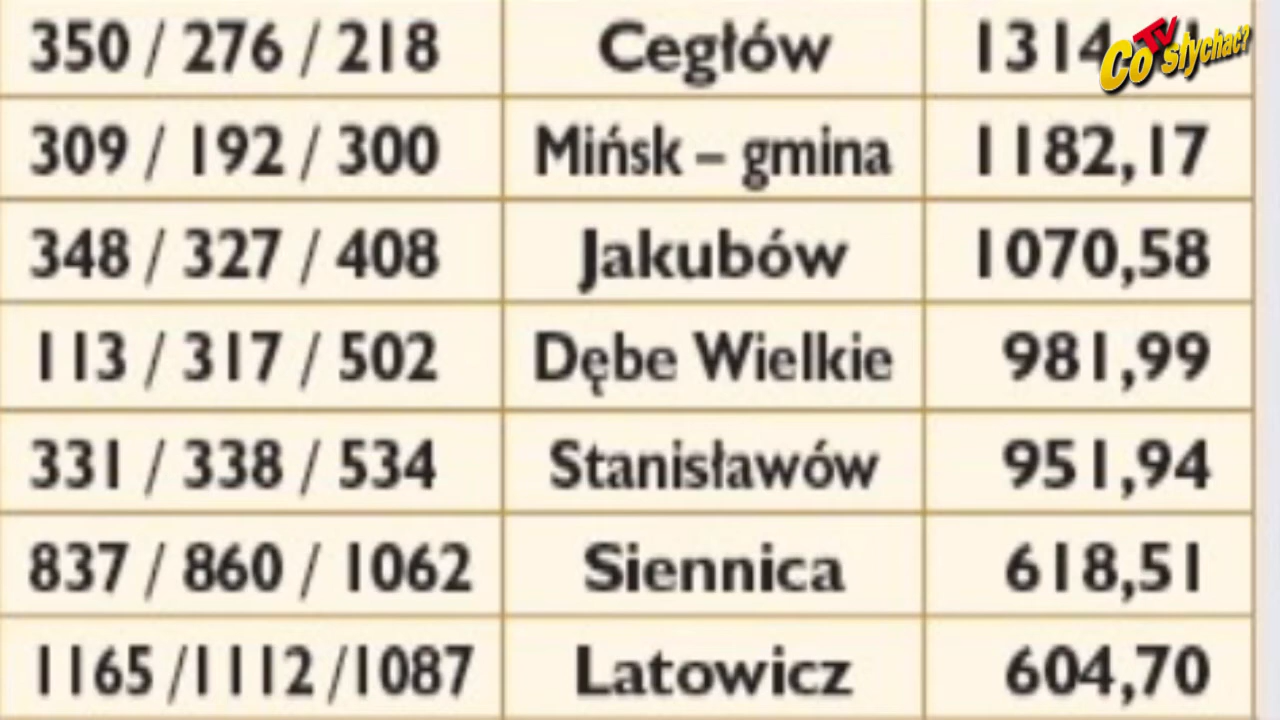 350 / 276 / 218 Cegłów
309 / 192 / 300 Mińsk – gmina 1182,17
348 / 327 / 408 Jakubów 1070,58
113 / 317 / 502 Dębe Wielkie 981,99
331 / 338 / 534 Stanisławów 951,94
837 / 860 / 1062 Siennica 618,51
1165 /1112 /1087 Latowicz 604,70
Co TV słychać?